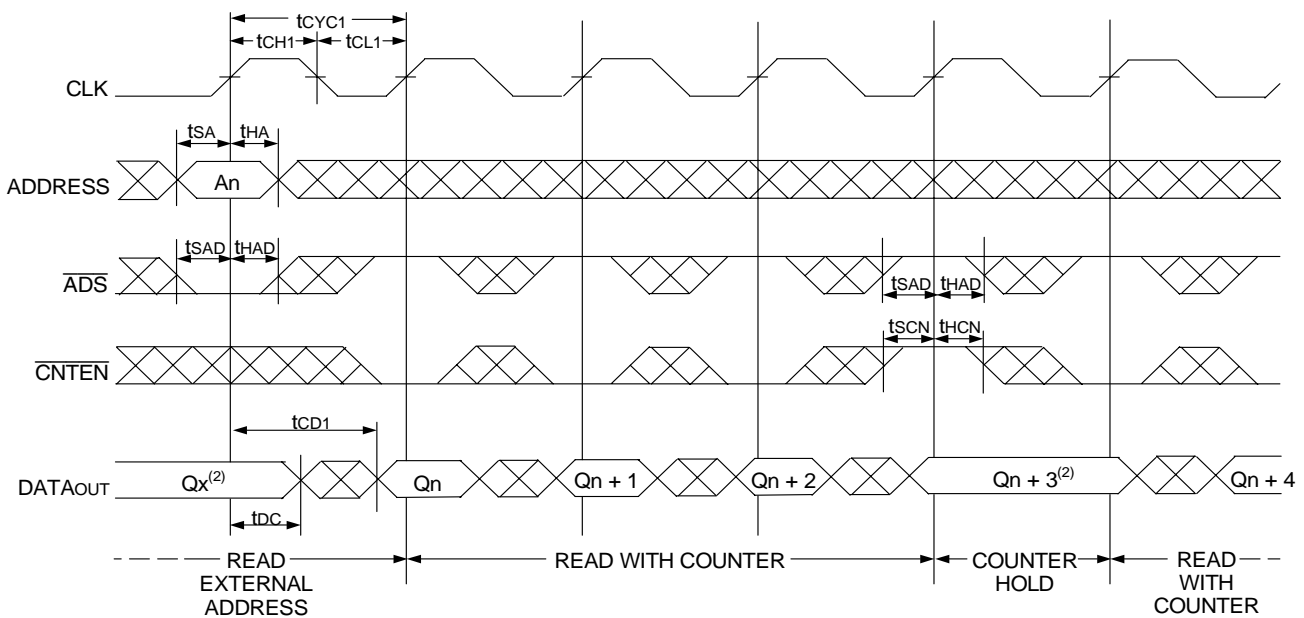 tCYC1
tCH1 tCL1
CLK
tSA tHA
ADDRESS An
tSAD tHAD
ADS tSAD tHAD
tSCN tHCN
CNTEN
tCD1
DATAOUT Qx(2) Qn Qn + 1 Qn + 2 Qn + 3(2) Qn + 4
tDC
READ EXTERNAL ADDRESS
READ WITH COUNTER
COUNTER HOLD
READ WITH COUNTER